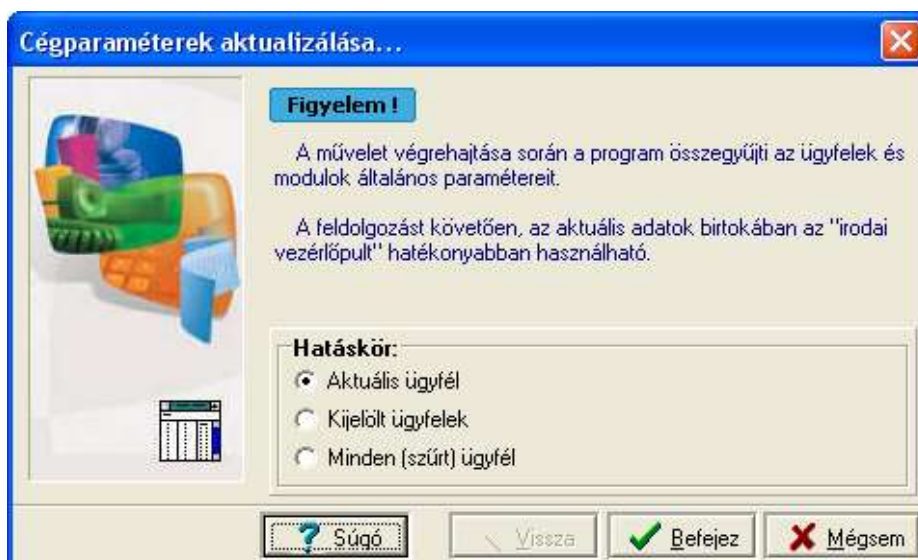 Cégparaméterek aktualizálása...
Figyelem !
A művelet végrehajtása során a program összegyűjti az ügyfelek és
modulok általános paramétereit.
A feldolgozást követően, az aktuális adatok birtokában az "irodai
vezérlőpult" hatékonyabban használható.
Hatáskör:
Aktuális ügyfél
Kijelölt ügyfelek
Minden (szűrt) ügyfél
Súgó
Vissza
Befejez
Mégsem